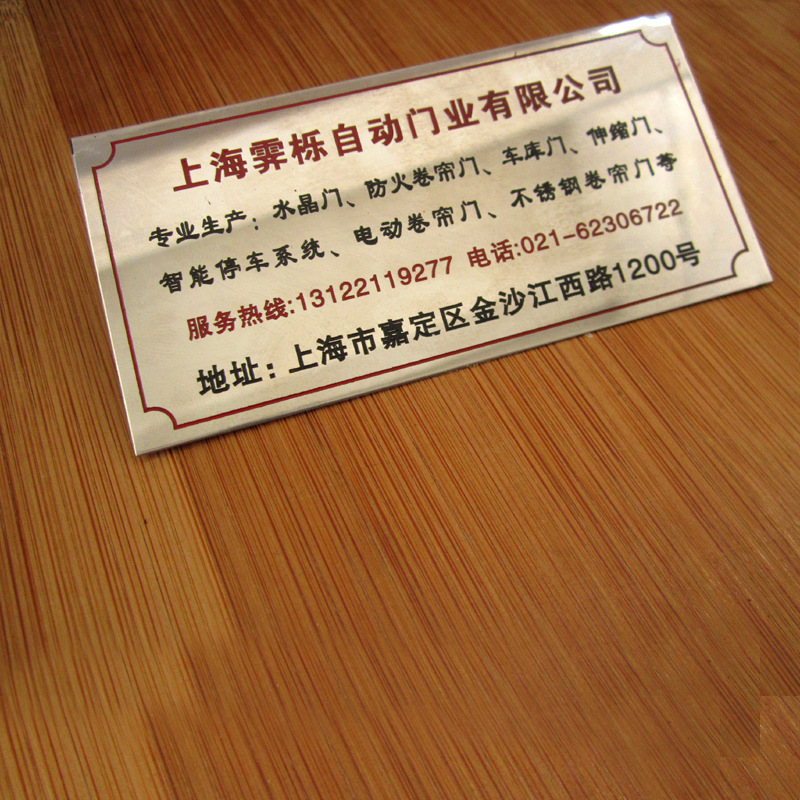 上海霁栎自动门业有限公司
专业生产：水晶门、防火卷帘门、车库门、伸缩门、
智能停车系统、电动卷帘门、不锈钢卷帘门等
服务热线:13122119277 电话:021-62306722
地址：上海市嘉定区金沙江西路1200号